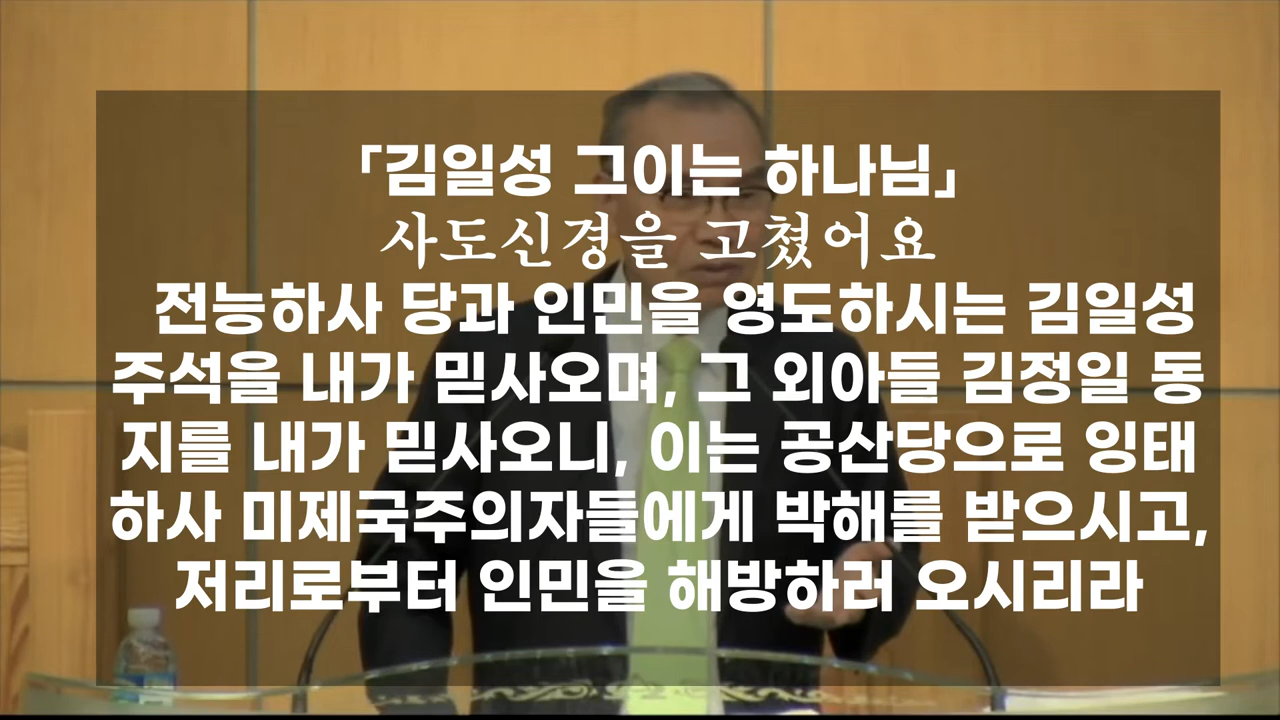 「김일성 그이는 하나님」
사도신경을 고쳤어요
전능하사 당과 인민을 영도하시는 김일성
주석을 내가 믿사오며, 그 외아들 김정일 동
지를 내가 믿사오니, 이는 공산당으로 잉태
하사 미제국주의자들에게 박해를 받으시고,
저리로부터 인민을 해방하러 오시리라